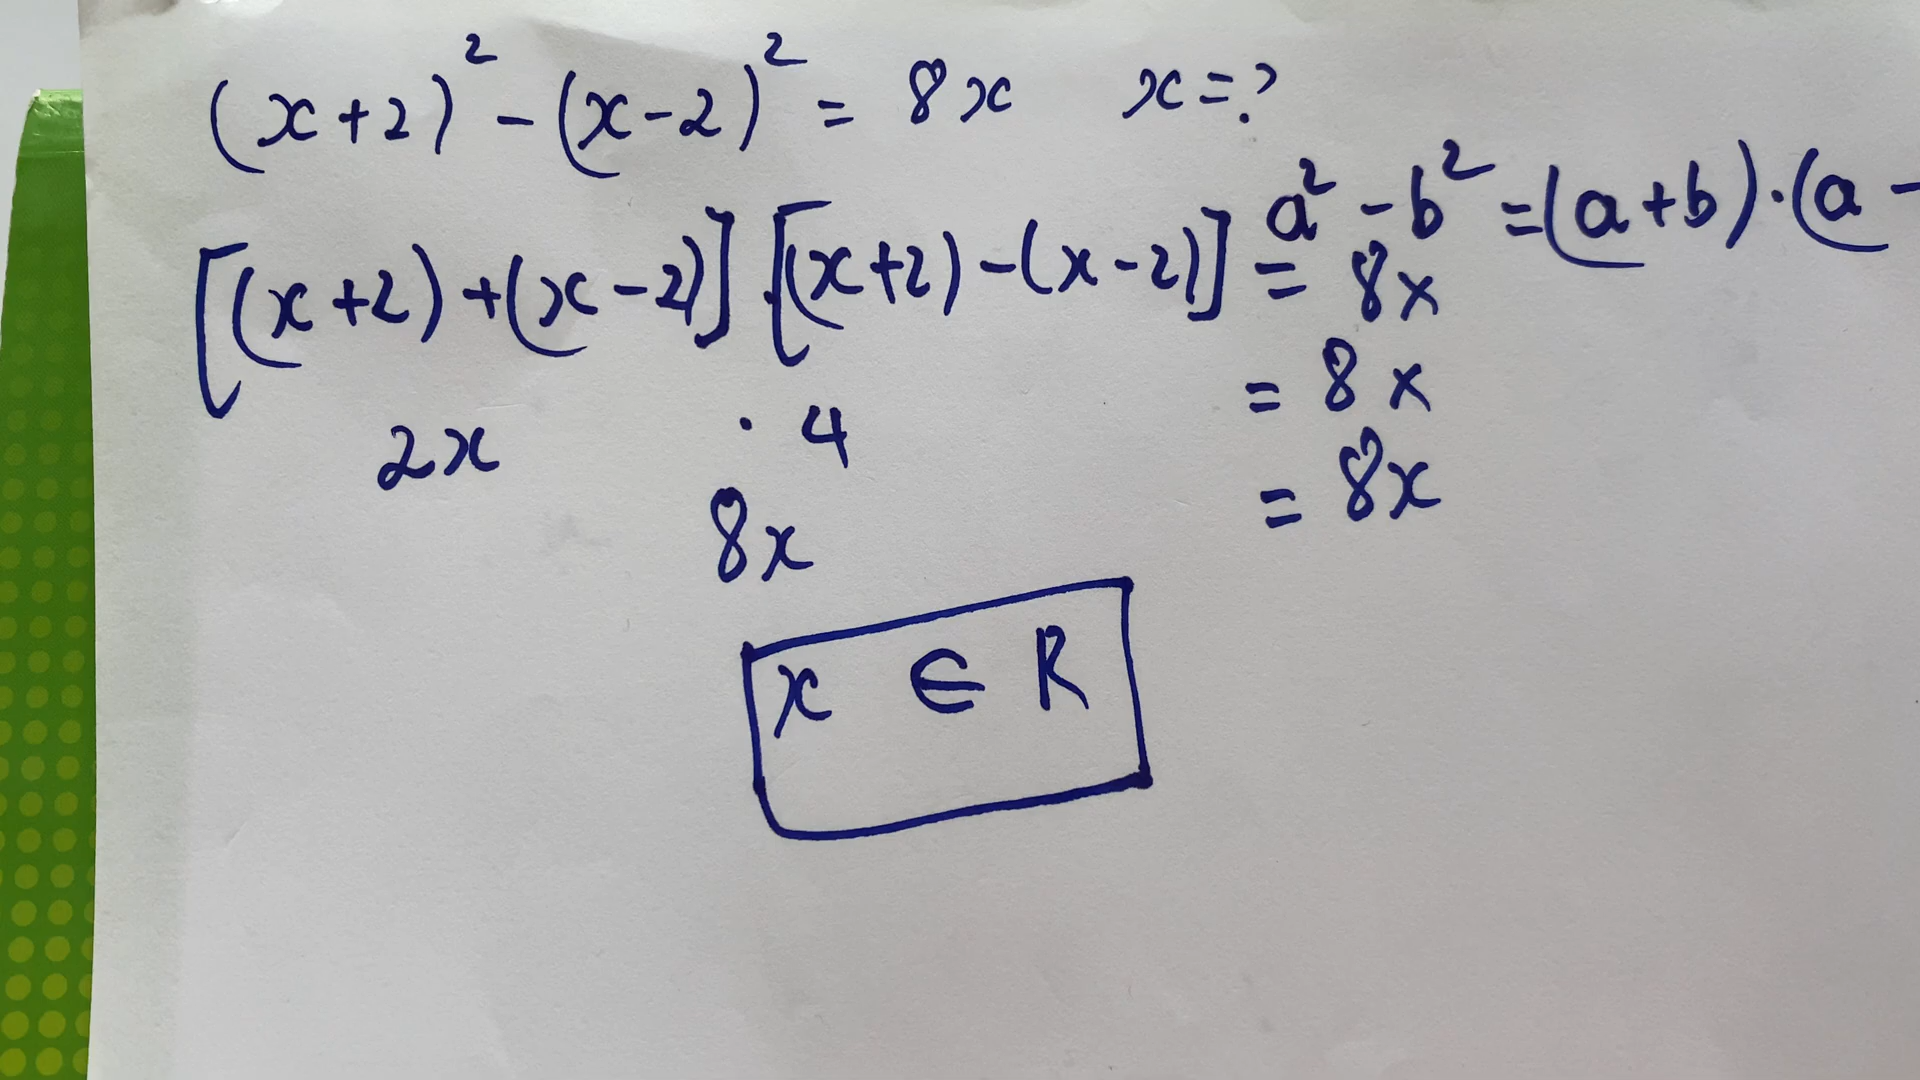 (x+2)² - (x-2)² = 8x x=?
a² - b² = (a+b)·(a -
[(x+2)+(x-2)]·[(x+2)-(x-2)] = 8x
2x · 4 = 8x
8x = 8x
x ∈ R